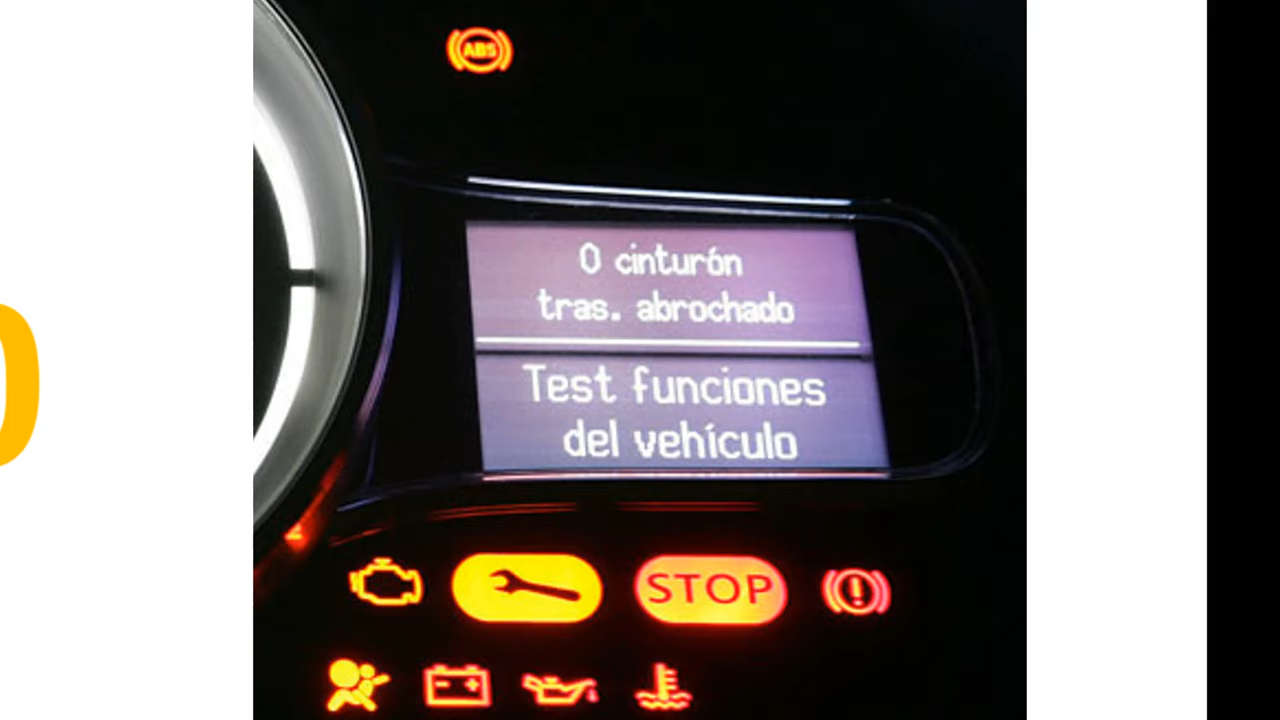 ABS
0 cinturón
tras. abrochado
Test funciones
del vehículo
STOP